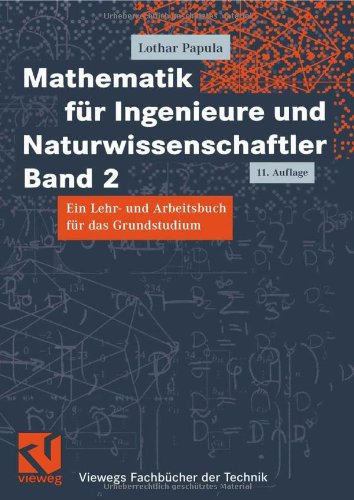 Urheberrechtlich geschütztes Material
Lothar Papula
Mathematik
für Ingenieure und
Naturwissenschaftler
Band 2
11. Auflage
Ein Lehr- und Arbeitsbuch
für das Grundstudium
vieweg
Viewegs Fachbücher der Technik
Urheberrechtlich geschütztes Material